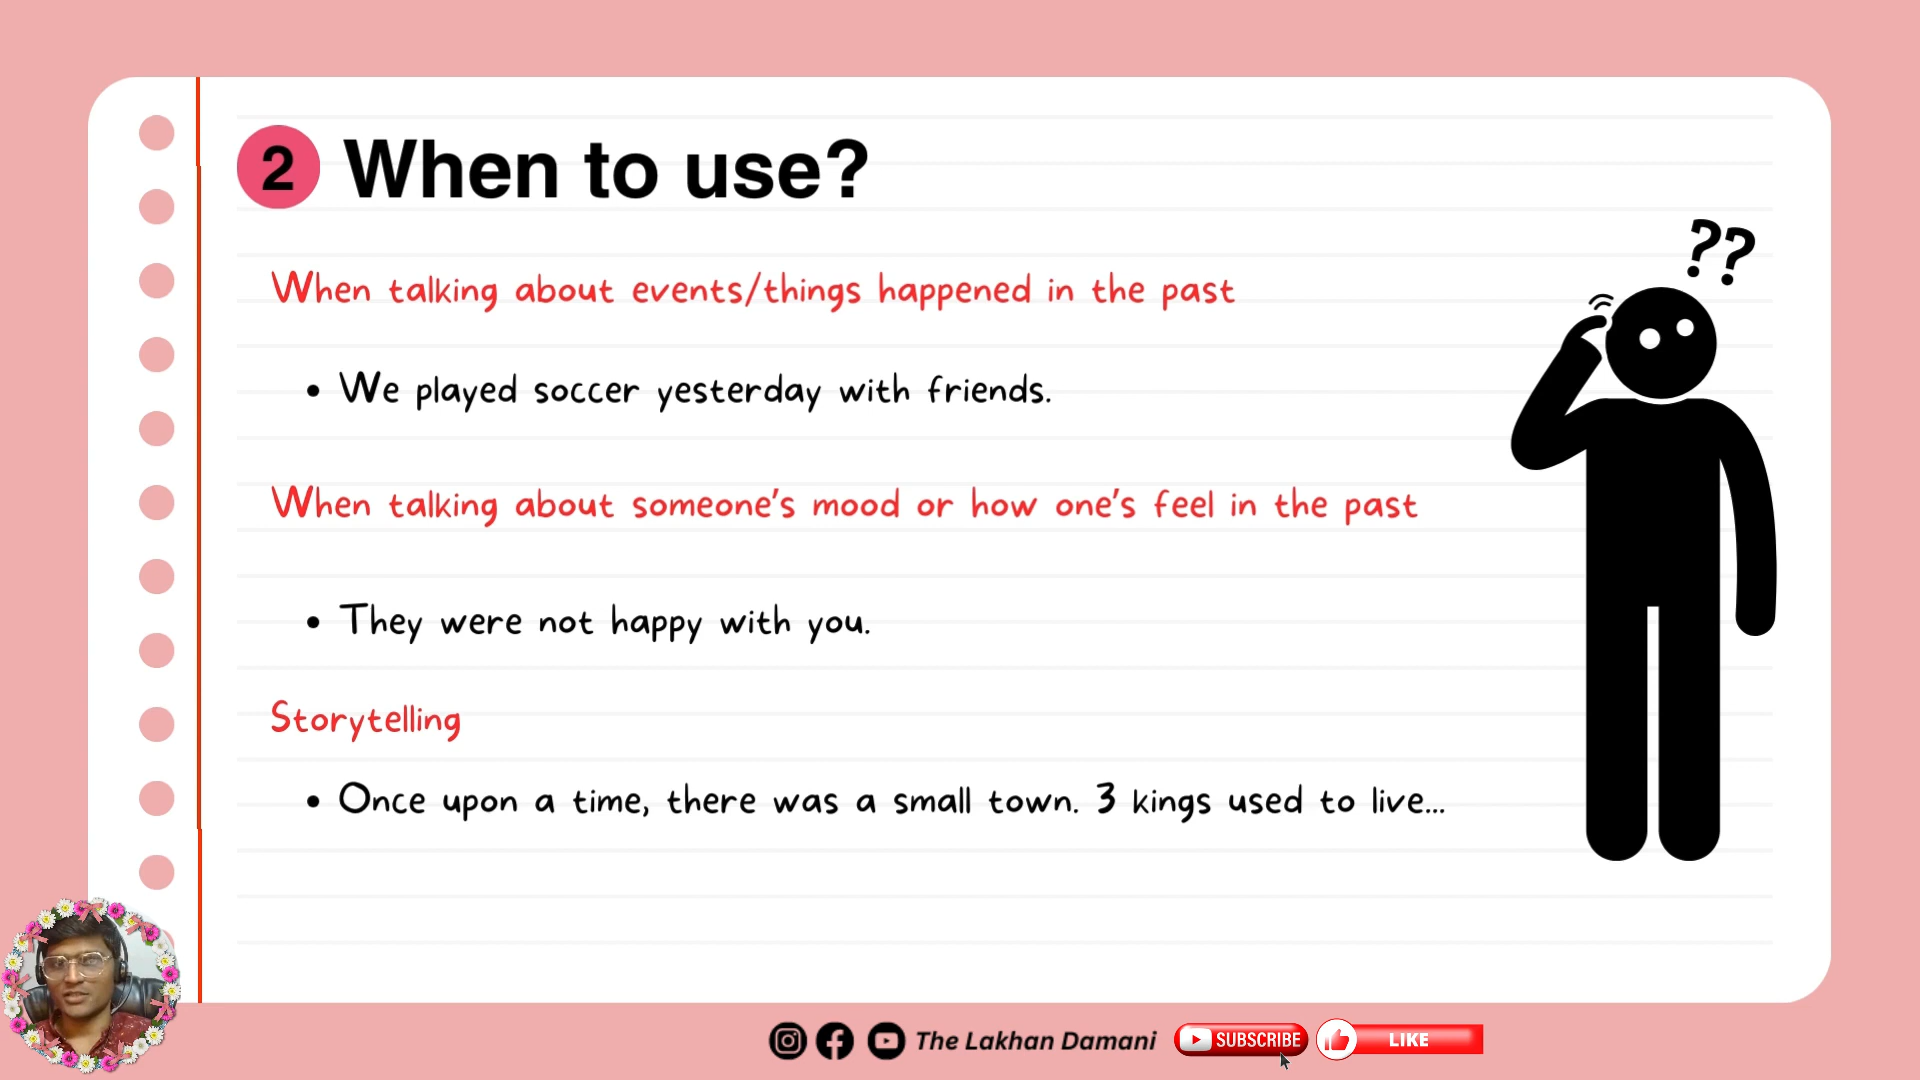 2 When to use?
??
When talking about events/things happened in the past
• We played soccer yesterday with friends.
When talking about someone's mood or how one's feel in the past
• They were not happy with you.
Storytelling
• Once upon a time, there was a small town. 3 kings used to live...
The Lakhan Damani SUBSCRIBE LIKE